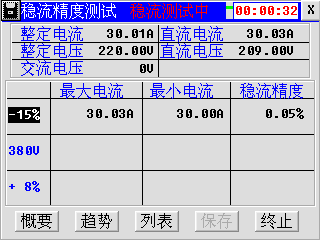 稳流精度测试 稳流测试中 00:00:32 X
整定电流 30.01A 直流电流 30.03A
整定电压 220.00V 直流电压 209.00V
交流电压 0V
最大电流 最小电流 稳流精度
-15% 30.03A 30.00A 0.05%
380V
+ 8%
概要 趋势 列表 保存 终止